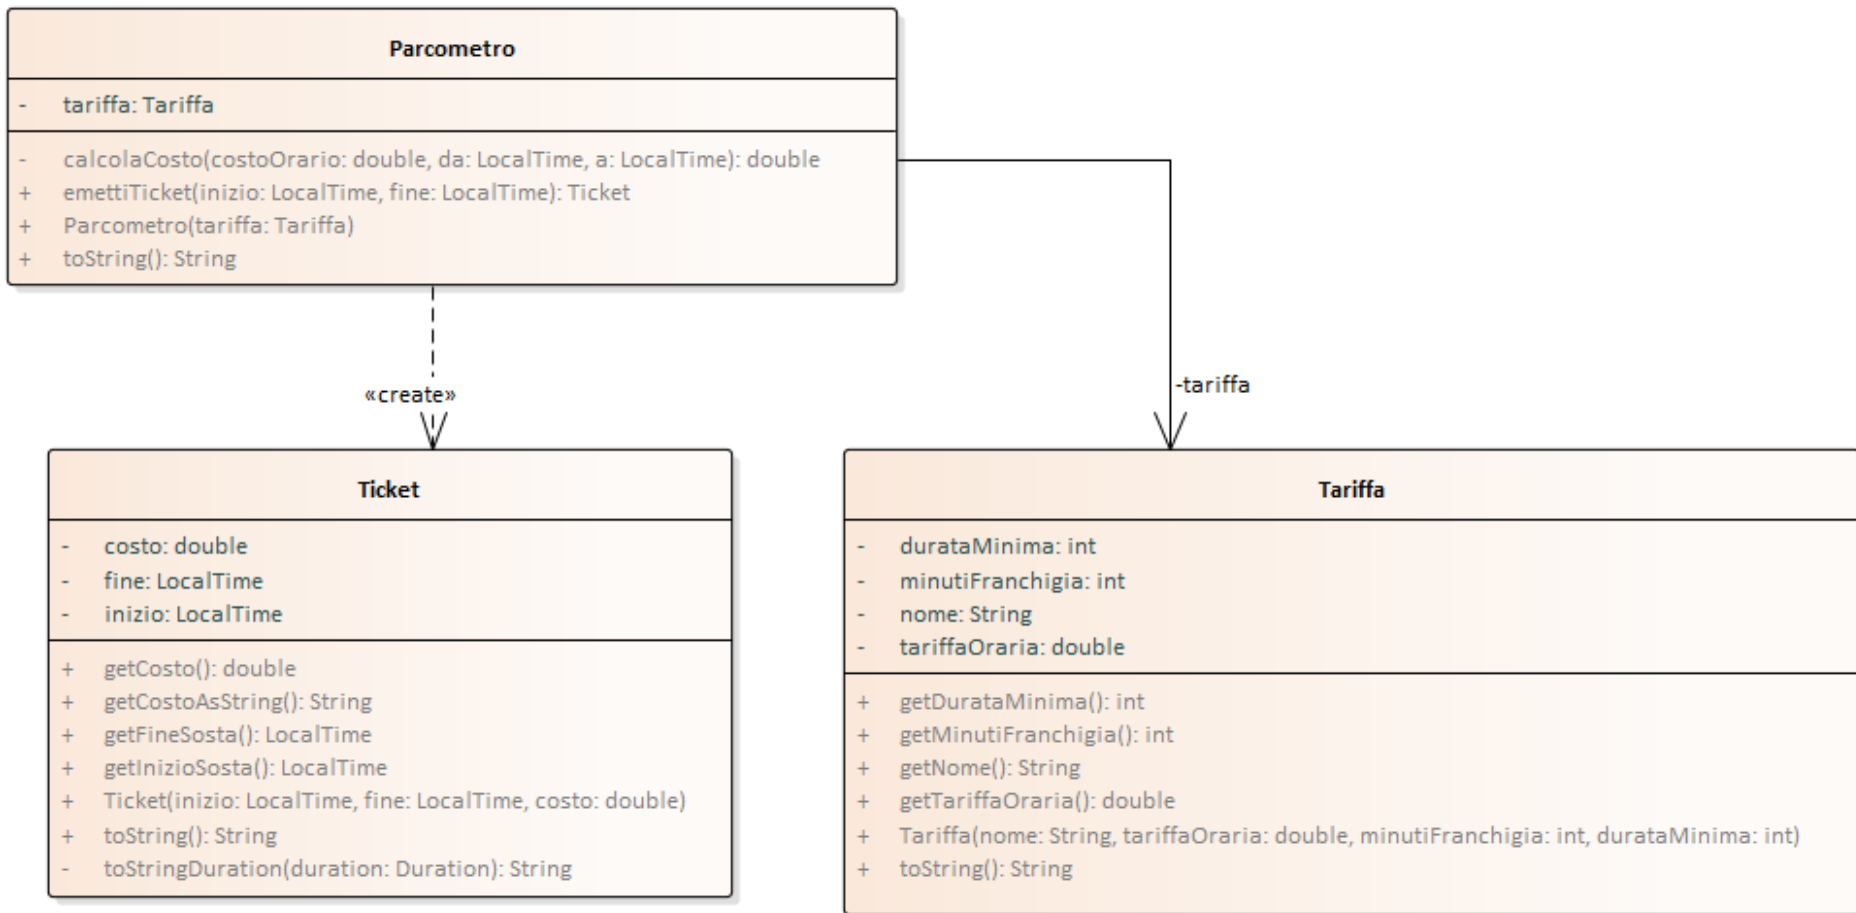 Parcometro
- tariffa: Tariffa
- calcolaCosto(costoOrario: double, da: LocalTime, a: LocalTime): double
+ emettiTicket(inizio: LocalTime, fine: LocalTime): Ticket
+ Parcometro(tariffa: Tariffa)
+ toString(): String
«create»
-tariffa
Ticket
- costo: double
- fine: LocalTime
- inizio: LocalTime
+ getCosto(): double
+ getCostoAsString(): String
+ getFineSosta(): LocalTime
+ getInizioSosta(): LocalTime
+ Ticket(inizio: LocalTime, fine: LocalTime, costo: double)
+ toString(): String
- toStringDuration(duration: Duration): String
Tariffa
- durataMinima: int
- minutiFranchigia: int
- nome: String
- tariffaOraria: double
+ getDurataMinima(): int
+ getMinutiFranchigia(): int
+ getNome(): String
+ getTariffaOraria(): double
+ Tariffa(nome: String, tariffaOraria: double, minutiFranchigia: int, durataMinima: int)
+ toString(): String